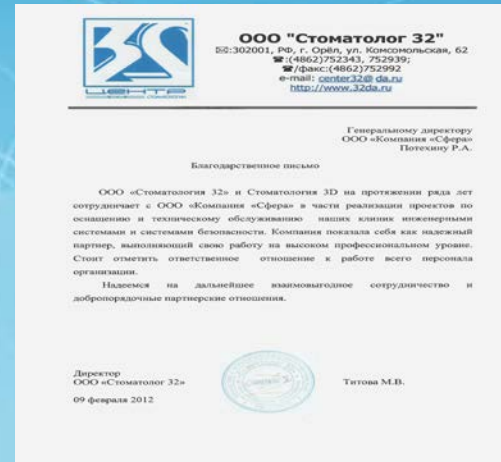 ЦЕНТР
ООО "Стоматолог 32"
✉:302001, РФ, г. Орёл, ул. Комсомольская, 62
☎:(4862)752343, 752939;
☎/факс:(4862)752992
e-mail: center32@ da.ru
http://www.32da.ru
Генеральному директору
ООО «Компания «Сфера»
Потехину Р.А.
Благодарственное письмо
ООО «Стоматология 32» и Стоматология 3D на протяжении ряда лет
сотрудничает с ООО «Компания «Сфера» в части реализации проектов по
оснащению и техническому обслуживанию наших клиник инженерными
системами и системами безопасности. Компания показала себя как надежный
партнер, выполняющий свою работу на высоком профессиональном уровне.
Стоит отметить ответственное отношение к работе всего персонала
организации.
Надеемся на дальнейшее взаимовыгодное сотрудничество и
добропорядочные партнерские отношения.
Директор
ООО «Стоматолог 32»
Титова М.В.
09 февраля 2012